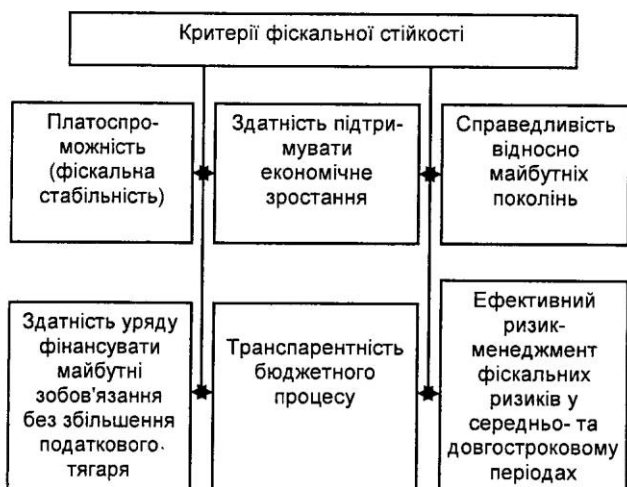 Критерії фіскальної стійкості
Платоспро-
можність
(фіскальна
стабільність)
Здатність підтри-
мувати
економічне
зростання
Справедливість
відносно
майбутніх
поколінь
Здатність уряду
фінансувати
майбутні
зобов'язання
без збільшення
податкового
тягаря
Транспарентність
бюджетного
процесу
Ефективний
ризик-
менеджмент
фіскальних
ризиків у
середньо- та
довгостроковому
періодах